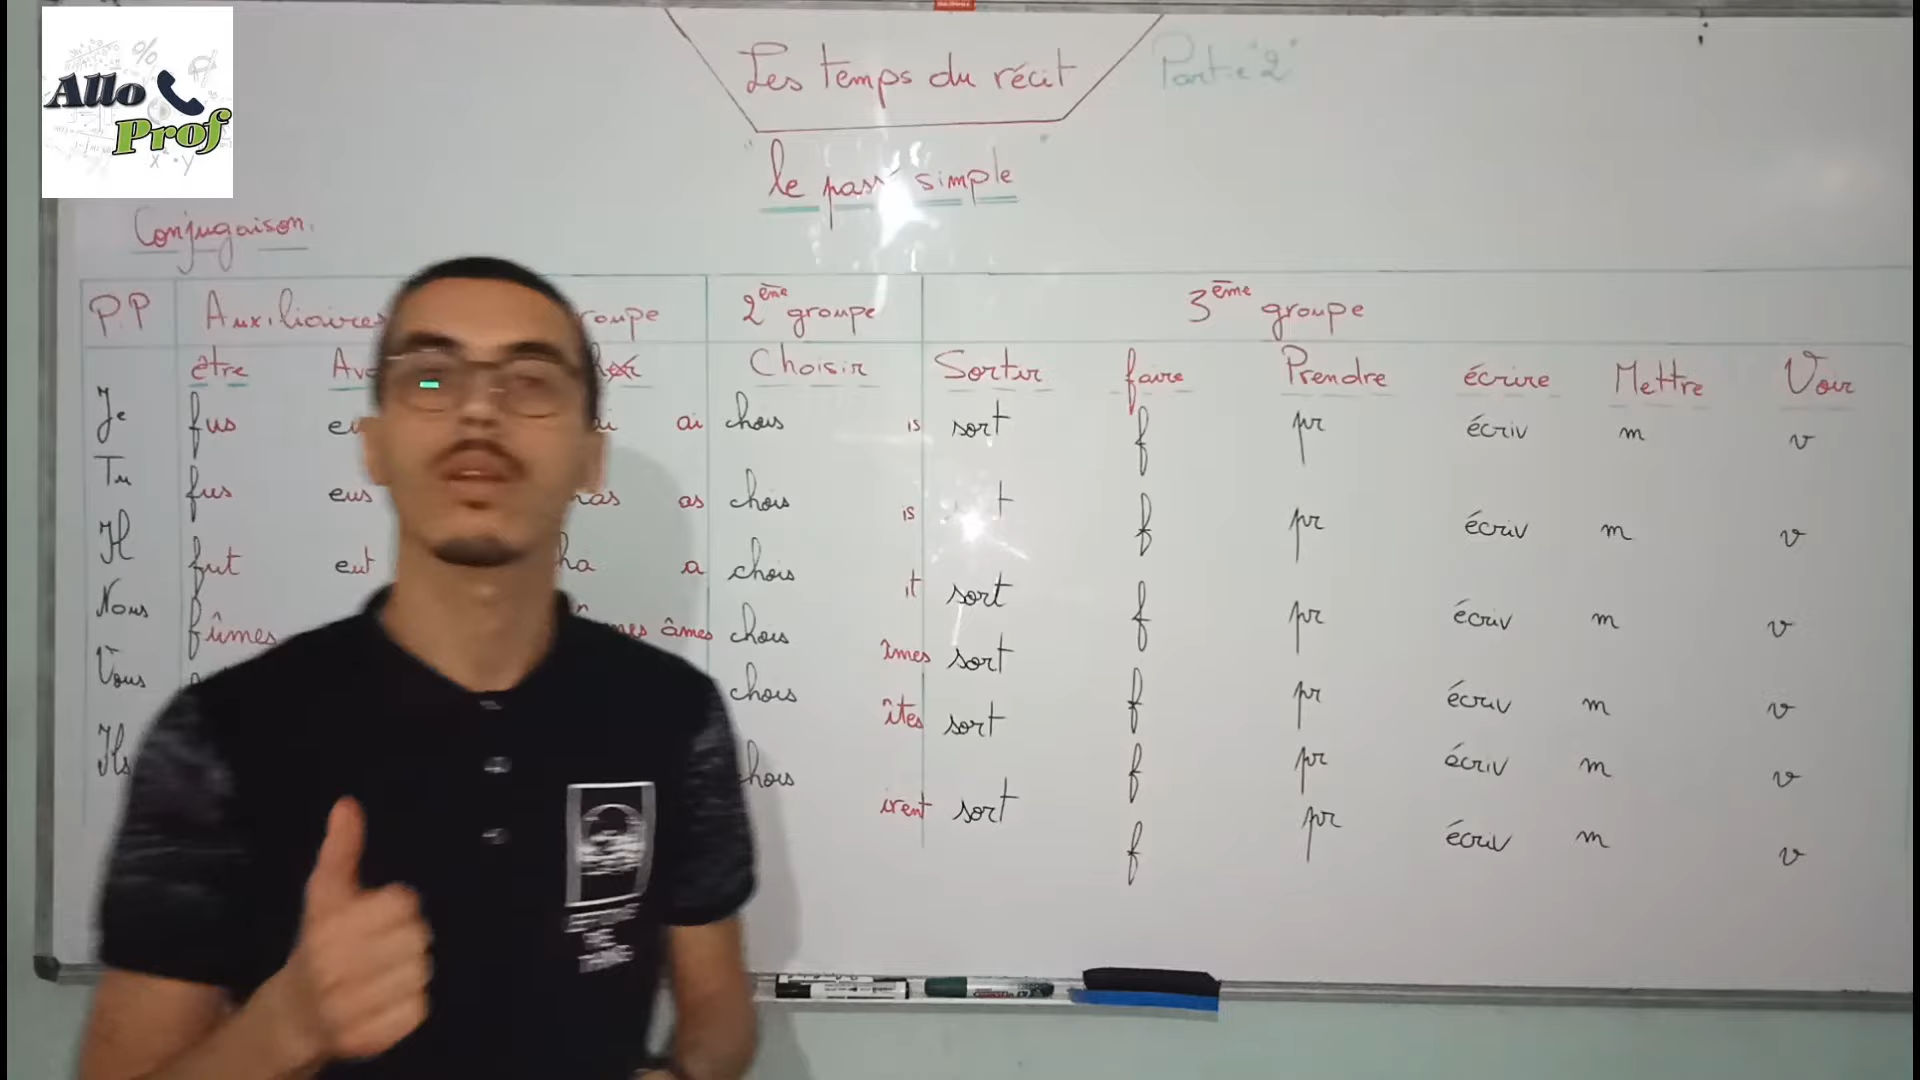 Allo
Prof
Les temps du récit
Partie "2"
"le passé simple"
Conjugaison.
P.P Auxiliaires 2ème groupe 3ème groupe
être Choisir Sortir faire Prendre écrire Mettre Voir
Je fus ai chois is sort f pr écriv m v
Tu fus eus as chois is f pr écriv m v
Il fut eut a chois it sort f pr écriv m v
Nous fûmes âmes chois îmes sort f pr écriv m v
Vous chois îtes sort f pr écriv m v
Ils irent sort f pr écriv m v